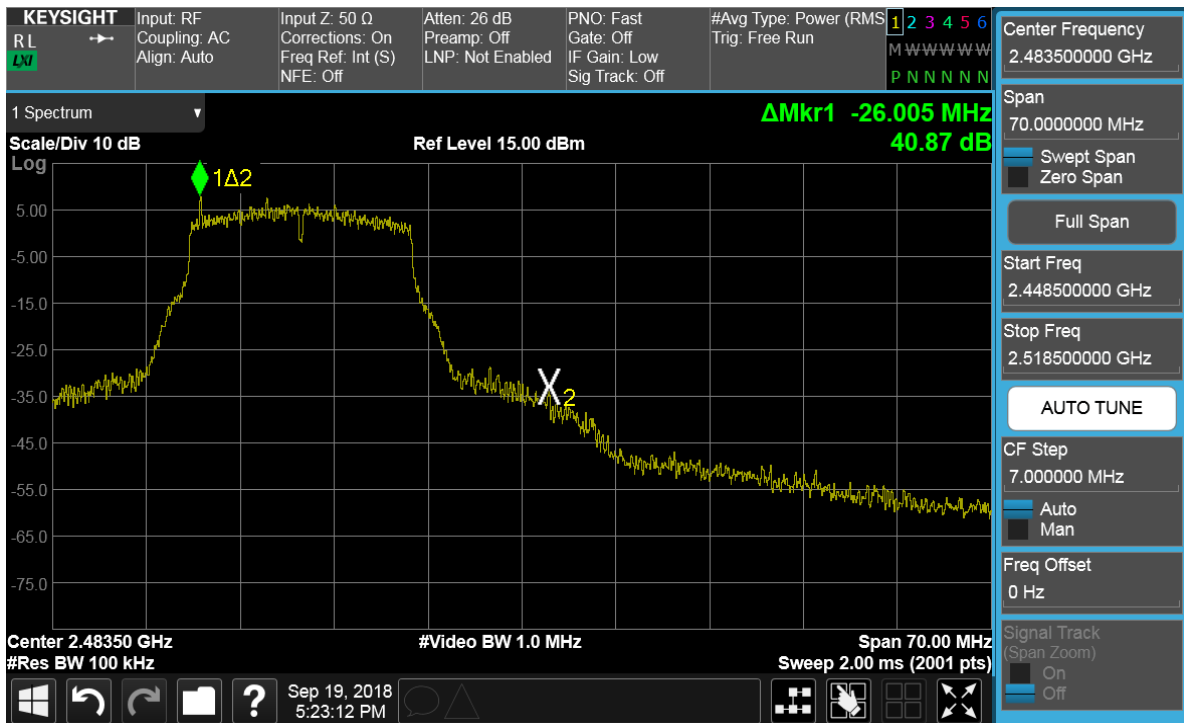 KEYSIGHT
RL
LXI
Input: RF
Coupling: AC
Align: Auto
Input Z: 50 Ω
Corrections: On
Freq Ref: Int (S)
NFE: Off
Atten: 26 dB
Preamp: Off
LNP: Not Enabled
PNO: Fast
Gate: Off
IF Gain: Low
Sig Track: Off
#Avg Type: Power (RMS
Trig: Free Run
1 2 3 4 5 6
M W W W W W
P N N N N N
1 Spectrum
ΔMkr1 -26.005 MHz
40.87 dB
Scale/Div 10 dB
Ref Level 15.00 dBm
Log
1Δ2
5.00
-5.00
-15.0
-25.0
-35.0
2
-45.0
-55.0
-65.0
-75.0
Center 2.48350 GHz
#Video BW 1.0 MHz
Span 70.00 MHz
#Res BW 100 kHz
Sweep 2.00 ms (2001 pts)
?
Sep 19, 2018
5:23:12 PM
Center Frequency
2.483500000 GHz
Span
70.0000000 MHz
Swept Span
Zero Span
Full Span
Start Freq
2.448500000 GHz
Stop Freq
2.518500000 GHz
AUTO TUNE
CF Step
7.000000 MHz
Auto
Man
Freq Offset
0 Hz
Signal Track
(Span Zoom)
On
Off